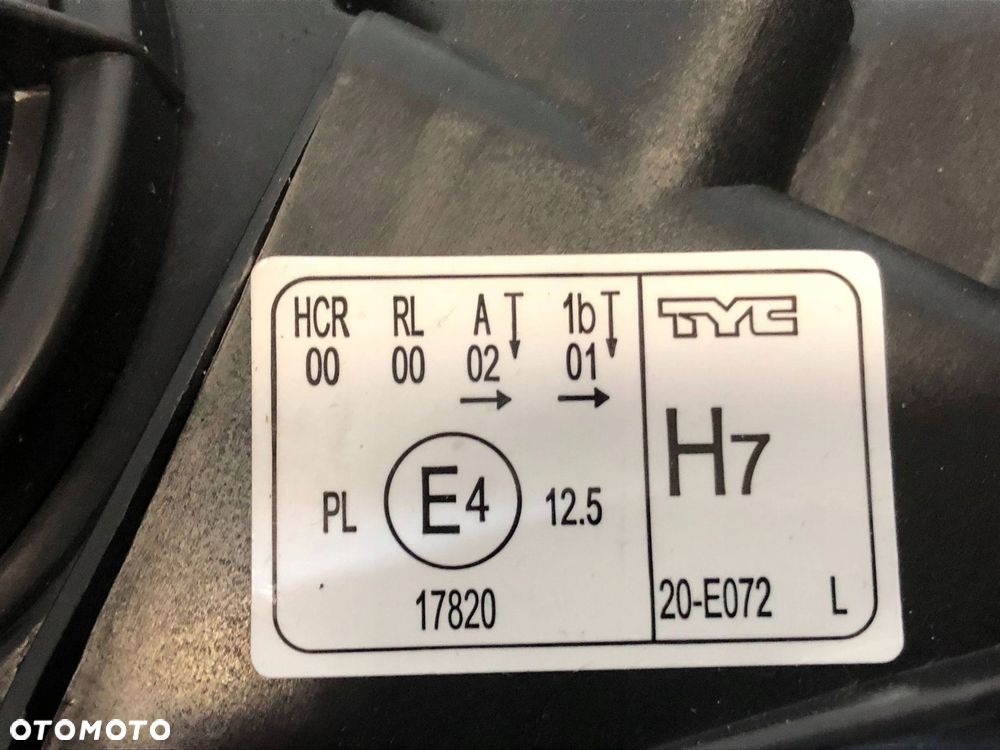 HCR RL A 1b
00 00 02 01
→ →
PL E4 12.5
17820
TYC
H7
20-E072 L
OTOMOTO